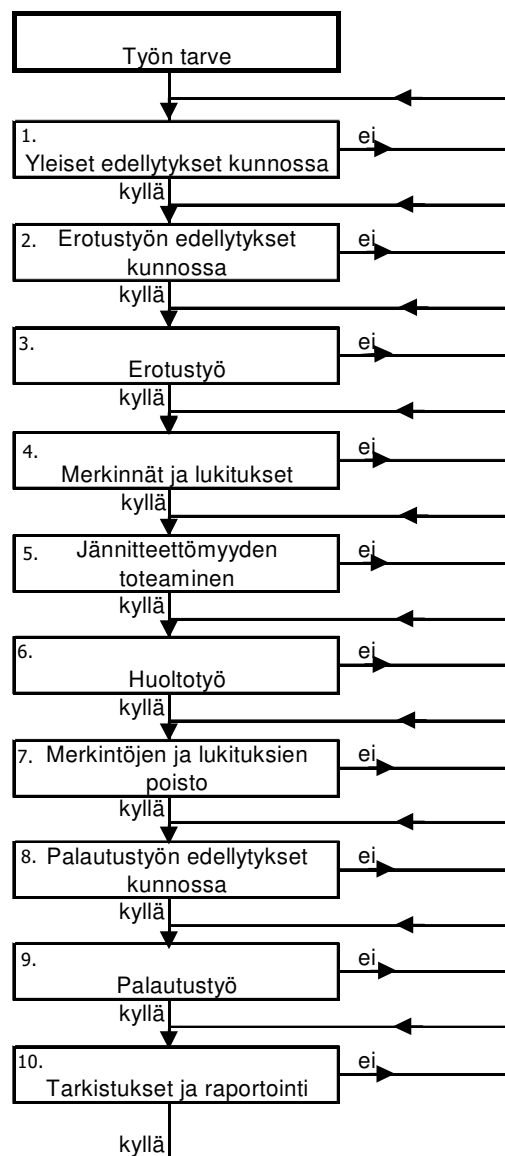 Työn tarve
1.
ei
Yleiset edellytykset kunnossa
kyllä
2. Erotustyön edellytykset
ei
kunnossa
kyllä
3.
ei
Erotustyö
kyllä
4.
ei
Merkinnät ja lukitukset
kyllä
5. Jännitteettömyyden
ei
toteaminen
kyllä
6.
ei
Huoltotyö
kyllä
7. Merkintöjen ja lukituksien
ei
poisto
kyllä
8. Palautustyön edellytykset
ei
kunnossa
kyllä
9.
ei
Palautustyö
kyllä
10.
ei
Tarkistukset ja raportointi
kyllä